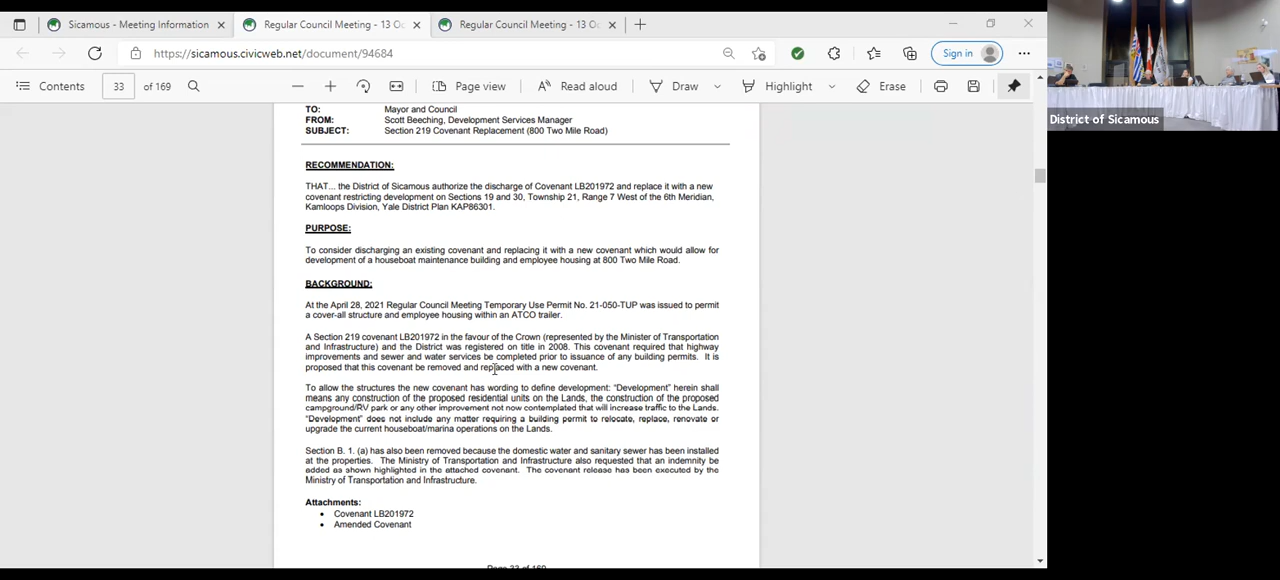 Sicamous - Meeting Information
Regular Council Meeting - 13 Oc
Regular Council Meeting - 13 Oc
https://sicamous.civicweb.net/document/94684
Sign in
Contents
33
of 169
Page view
Read aloud
Draw
Highlight
Erase
District of Sicamous
TO: Mayor and Council
FROM: Scott Beeching, Development Services Manager
SUBJECT: Section 219 Covenant Replacement (800 Two Mile Road)
RECOMMENDATION:
THAT... the District of Sicamous authorize the discharge of Covenant LB201972 and replace it with a new
covenant restricting development on Sections 19 and 30, Township 21, Range 7 West of the 6th Meridian,
Kamloops Division, Yale District Plan KAP86301.
PURPOSE:
To consider discharging an existing covenant and replacing it with a new covenant which would allow for
development of a houseboat maintenance building and employee housing at 800 Two Mile Road.
BACKGROUND:
At the April 28, 2021 Regular Council Meeting Temporary Use Permit No. 21-050-TUP was issued to permit
a cover-all structure and employee housing within an ATCO trailer.
A Section 219 covenant LB201972 in the favour of the Crown (represented by the Minister of Transportation
and Infrastructure) and the District was registered on title in 2008. This covenant required that highway
improvements and sewer and water services be completed prior to issuance of any building permits. It is
proposed that this covenant be removed and replaced with a new covenant.
To allow the structures the new covenant has wording to define development: "Development" herein shall
means any construction of the proposed residential units on the Lands, the construction of the proposed
campground/RV park or any other improvement not now contemplated that will increase traffic to the Lands.
"Development" does not include any matter requiring a building permit to relocate, replace, renovate or
upgrade the current houseboat/marina operations on the Lands.
Section B. 1. (a) has also been removed because the domestic water and sanitary sewer has been installed
at the properties. The Ministry of Transportation and Infrastructure also requested that an indemnity be
added as shown highlighted in the attached covenant. The covenant release has been executed by the
Ministry of Transportation and Infrastructure.
Attachments:
• Covenant LB201972
• Amended Covenant
Page 33 of 169